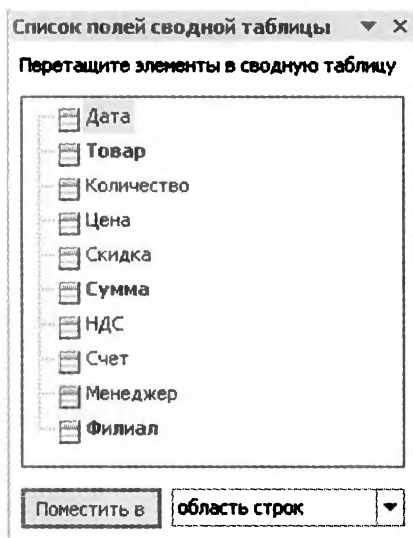 Список полей сводной таблицы
Перетащите элементы в сводную таблицу
Дата
Товар
Количество
Цена
Скидка
Сумма
НДС
Счет
Менеджер
Филиал
Поместить в область строк